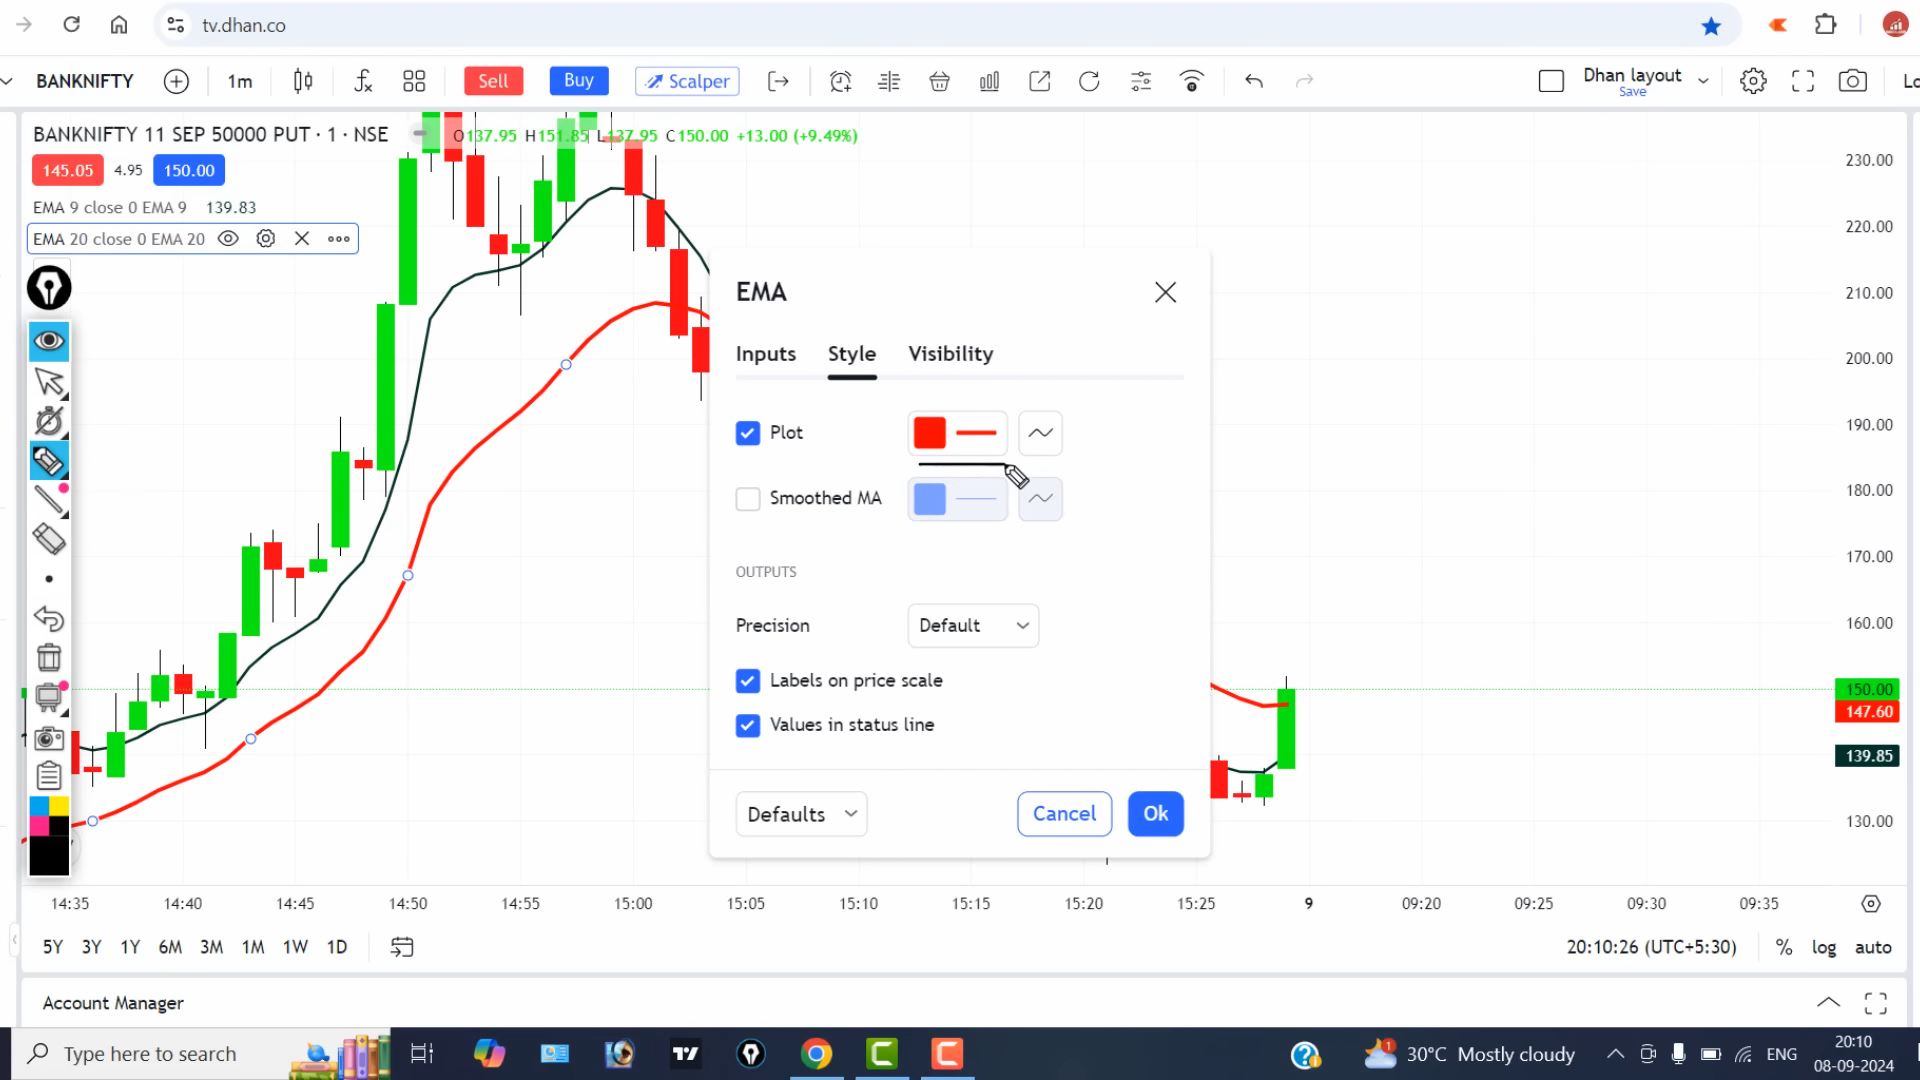 tv.dhan.co
BANKNIFTY 1m Sell Buy Scalper Dhan layout
Save
BANKNIFTY 11 SEP 50000 PUT · 1 · NSE O137.95 H151.85 L137.95 C150.00 +13.00 (+9.49%)
145.05 4.95 150.00
EMA 9 close 0 EMA 9 139.83
EMA 20 close 0 EMA 20
230.00
220.00
210.00
200.00
190.00
180.00
170.00
160.00
150.00
147.60
139.85
130.00
EMA
Inputs Style Visibility
Plot
Smoothed MA
OUTPUTS
Precision Default
Labels on price scale
Values in status line
Defaults Cancel Ok
14:35 14:40 14:45 14:50 14:55 15:00 15:05 15:10 15:15 15:20 15:25 9 09:20 09:25 09:30 09:35
5Y 3Y 1Y 6M 3M 1M 1W 1D 20:10:26 (UTC+5:30) % log auto
Account Manager
Type here to search 1 30°C Mostly cloudy ENG 20:10
08-09-2024